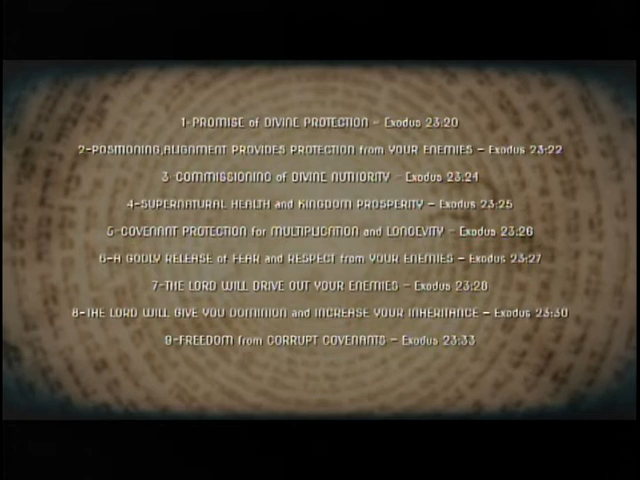 1-PROMISE of DIVINE PROTECTION - Exodus 23:20
2-POSITIONING,ALIGNMENT PROVIDES PROTECTION from YOUR ENEMIES - Exodus 23:22
3-COMMISSIONING of DIVINE AUTHORITY - Exodus 23:24
4-SUPERNATURAL HEALTH and KINGDOM PROSPERITY - Exodus 23:25
5-COVENANT PROTECTION for MULTIPLICATION and LONGEVITY - Exodus 23:26
6-A GODLY RELEASE of FEAR and RESPECT from YOUR ENEMIES - Exodus 23:27
7-THE LORD WILL DRIVE OUT YOUR ENEMIES - Exodus 23:28
8-THE LORD WILL GIVE YOU DOMINION and INCREASE YOUR INHERITANCE - Exodus 23:30
9-FREEDOM from CORRUPT COVENANTS - Exodus 23:33